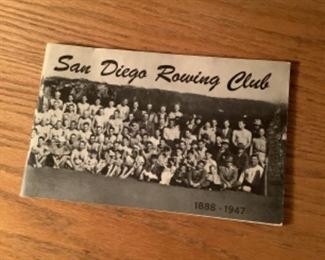 San Diego Rowing Club
1888 - 1947